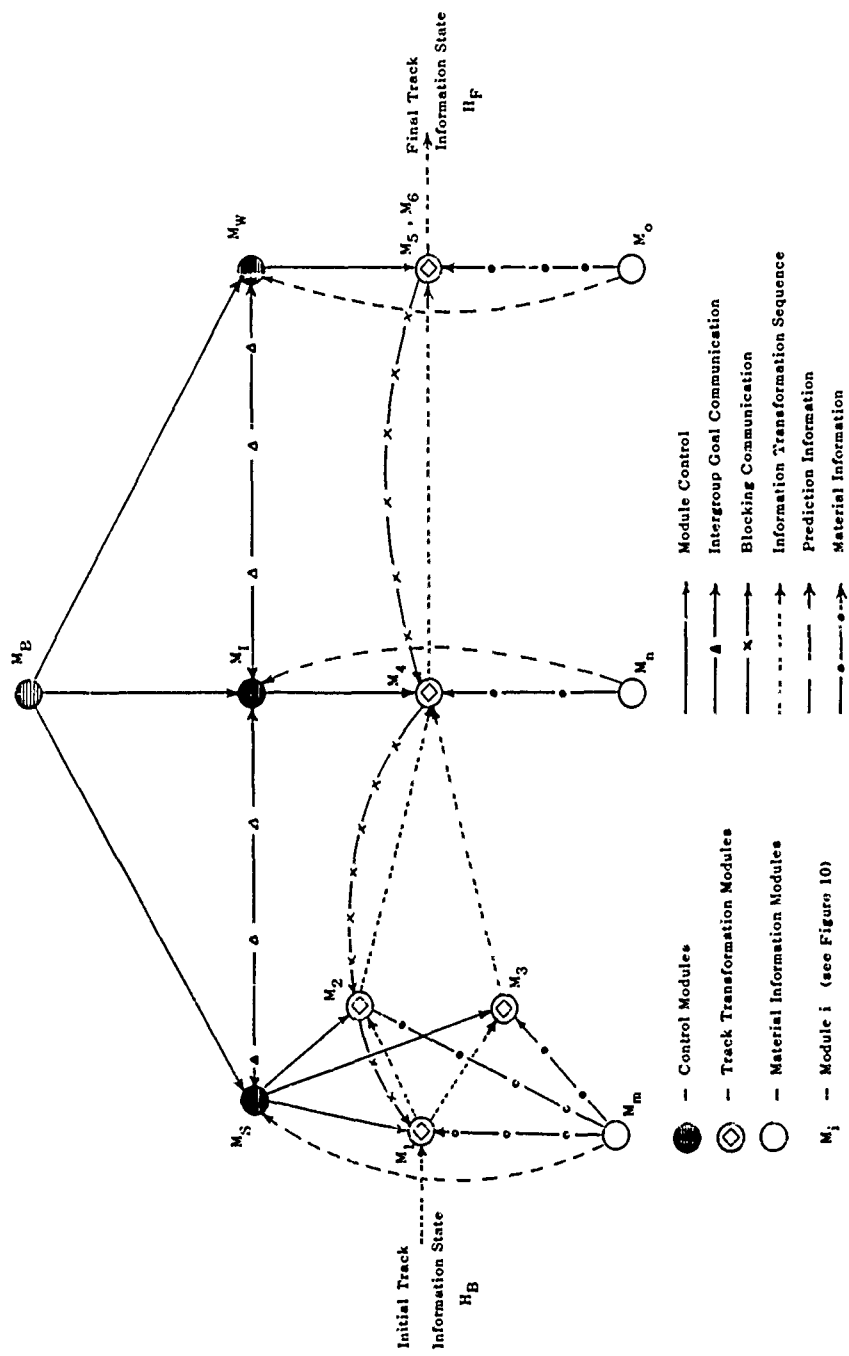 M_B
M_S
M_I
M_W
M_2
M_1
M_3
M_4
M_5 , M_6
M_m
M_n
M_o
Initial Track
Information State
H_B
Final Track
Information State
H_F
– Control Modules
– Track Transformation Modules
– Material Information Modules
M_i – Module i (see Figure 10)
Module Control
Intergroup Goal Communication
Blocking Communication
Information Transformation Sequence
Prediction Information
Material Information